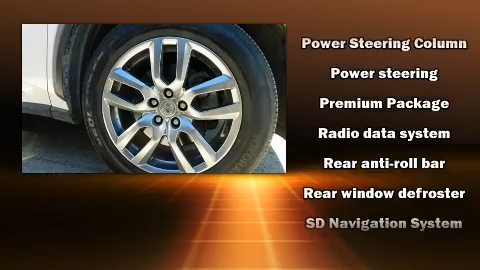 Power Steering Column
Power steering
Premium Package
Radio data system
Rear anti-roll bar
Rear window defroster
SD Navigation System